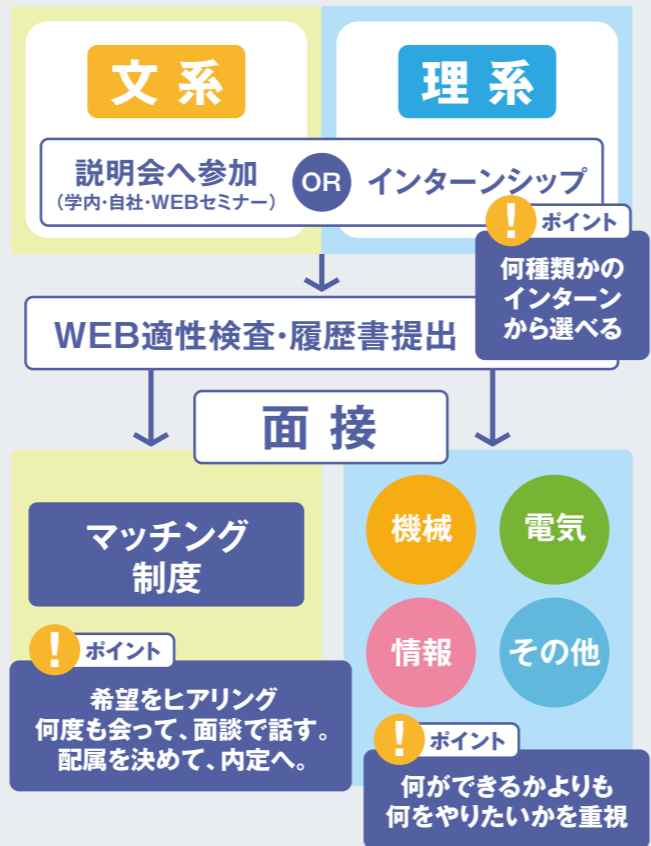 文系
理系
説明会へ参加
(学内・自社・WEBセミナー)
OR
インターンシップ
!
ポイント
何種類かの
インターン
から選べる
WEB適性検査・履歴書提出
面接
マッチング
制度
!
ポイント
希望をヒアリング
何度も会って、面談で話す。
配属を決めて、内定へ。
機械
電気
情報
その他
!
ポイント
何ができるかよりも
何をやりたいかを重視